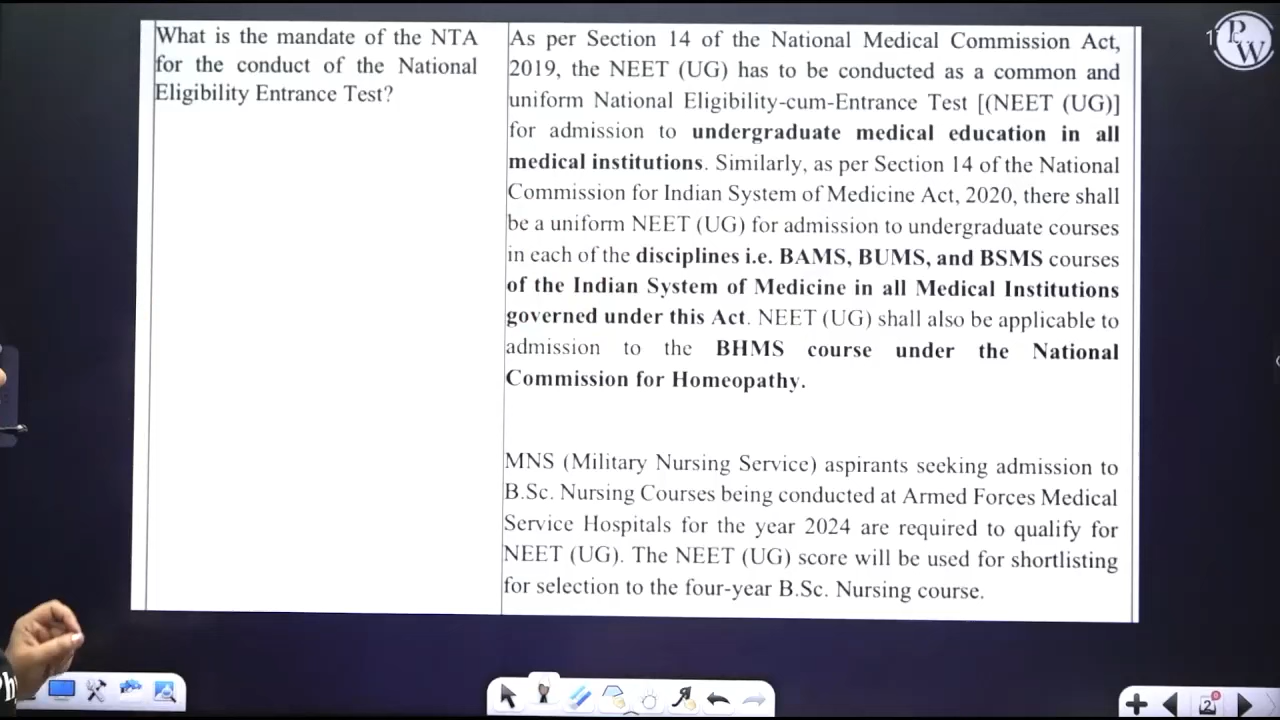 What is the mandate of the NTA
for the conduct of the National
Eligibility Entrance Test?
As per Section 14 of the National Medical Commission Act,
2019, the NEET (UG) has to be conducted as a common and
uniform National Eligibility-cum-Entrance Test [(NEET (UG)]
for admission to undergraduate medical education in all
medical institutions. Similarly, as per Section 14 of the National
Commission for Indian System of Medicine Act, 2020, there shall
be a uniform NEET (UG) for admission to undergraduate courses
in each of the disciplines i.e. BAMS, BUMS, and BSMS courses
of the Indian System of Medicine in all Medical Institutions
governed under this Act. NEET (UG) shall also be applicable to
admission to the BHMS course under the National
Commission for Homeopathy.
MNS (Military Nursing Service) aspirants seeking admission to
B.Sc. Nursing Courses being conducted at Armed Forces Medical
Service Hospitals for the year 2024 are required to qualify for
NEET (UG). The NEET (UG) score will be used for shortlisting
for selection to the four-year B.Sc. Nursing course.
PW
2